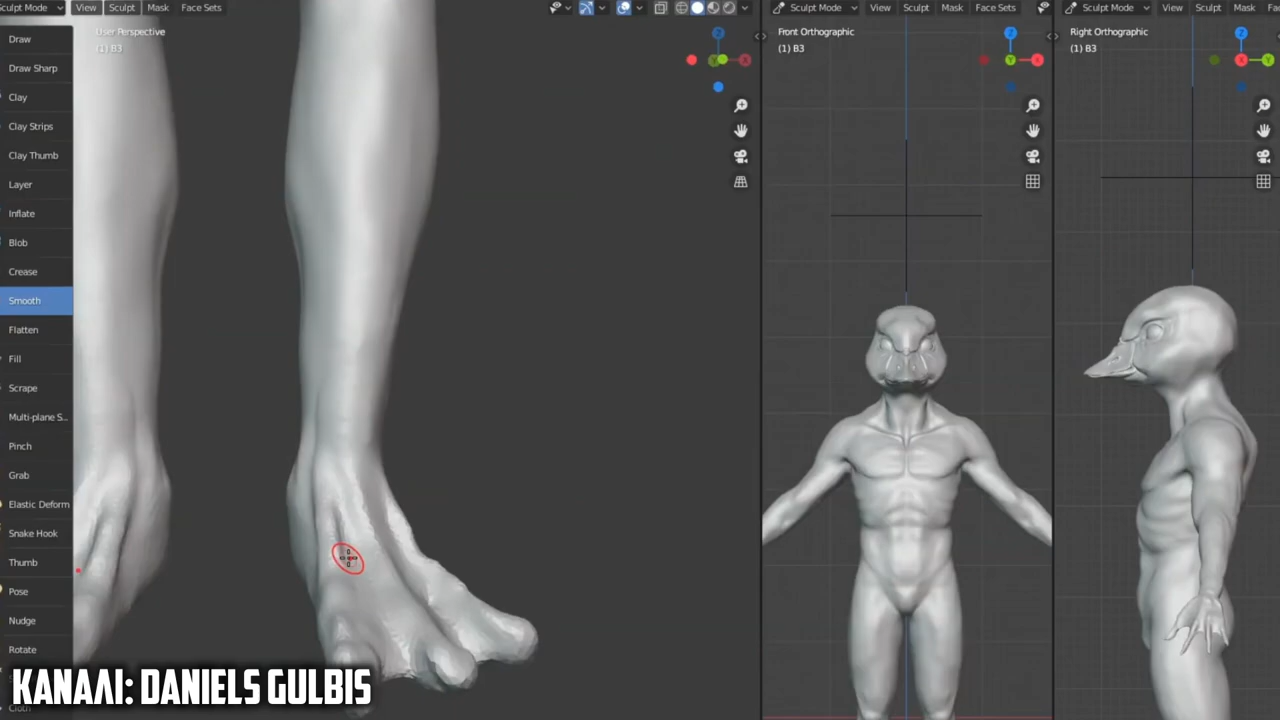 Sculpt Mode View Sculpt Mask Face Sets
User Perspective
(1) B3
Draw
Draw Sharp
Clay
Clay Strips
Clay Thumb
Layer
Inflate
Blob
Crease
Smooth
Flatten
Fill
Scrape
Multi-plane S...
Pinch
Grab
Elastic Deform
Snake Hook
Thumb
Pose
Nudge
Rotate
Cloth
ΚΑΝΑΛΙ: DANIELS GULBIS
Sculpt Mode View Sculpt Mask Face Sets
Front Orthographic
(1) B3
Sculpt Mode View Sculpt Mask
Right Orthographic
(1) B3